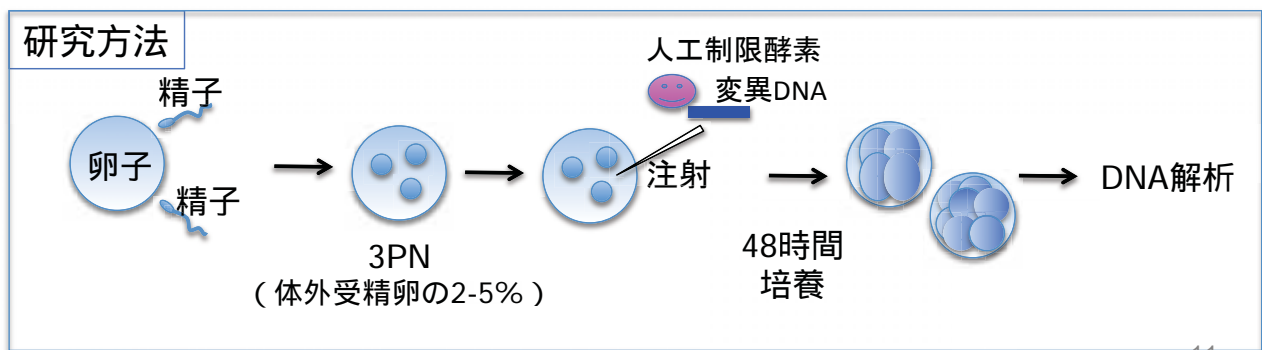 研究方法
精子
卵子
精子
3PN
（体外受精卵の2-5%）
人工制限酵素
変異DNA
注射
48時間
培養
DNA解析